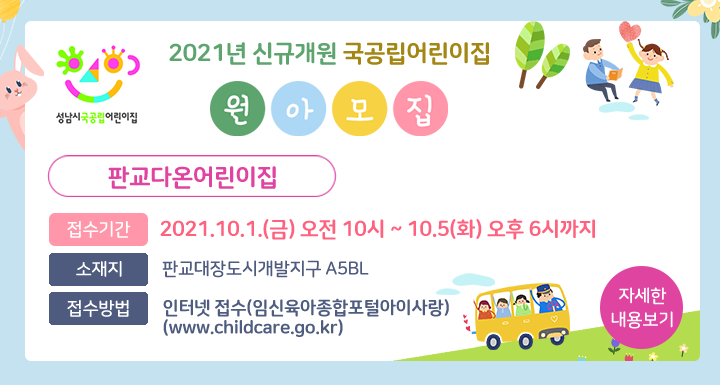 2021년 신규개원 국공립어린이집
성남시국공립어린이집
원아모집
판교다온어린이집
접수기간 2021.10.1.(금) 오전 10시 ~ 10.5(화) 오후 6시까지
소재지 판교대장도시개발지구 A5BL
접수방법 인터넷 접수(임신육아종합포털아이사랑)
(www.childcare.go.kr)
자세한
내용보기